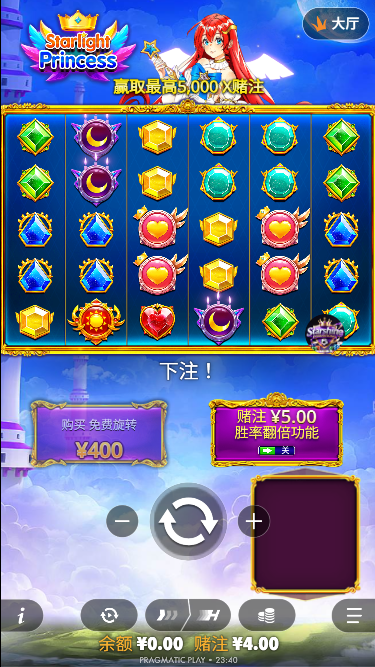 大厅
Starlight
Princess
赢取最高5,000 X赌注
Starshine
下注！
购买 免费旋转
¥400
赌注 ¥5.00
胜率翻倍功能
关
i
余额 ¥0.00 赌注 ¥4.00
PRAGMATIC PLAY • 23:40